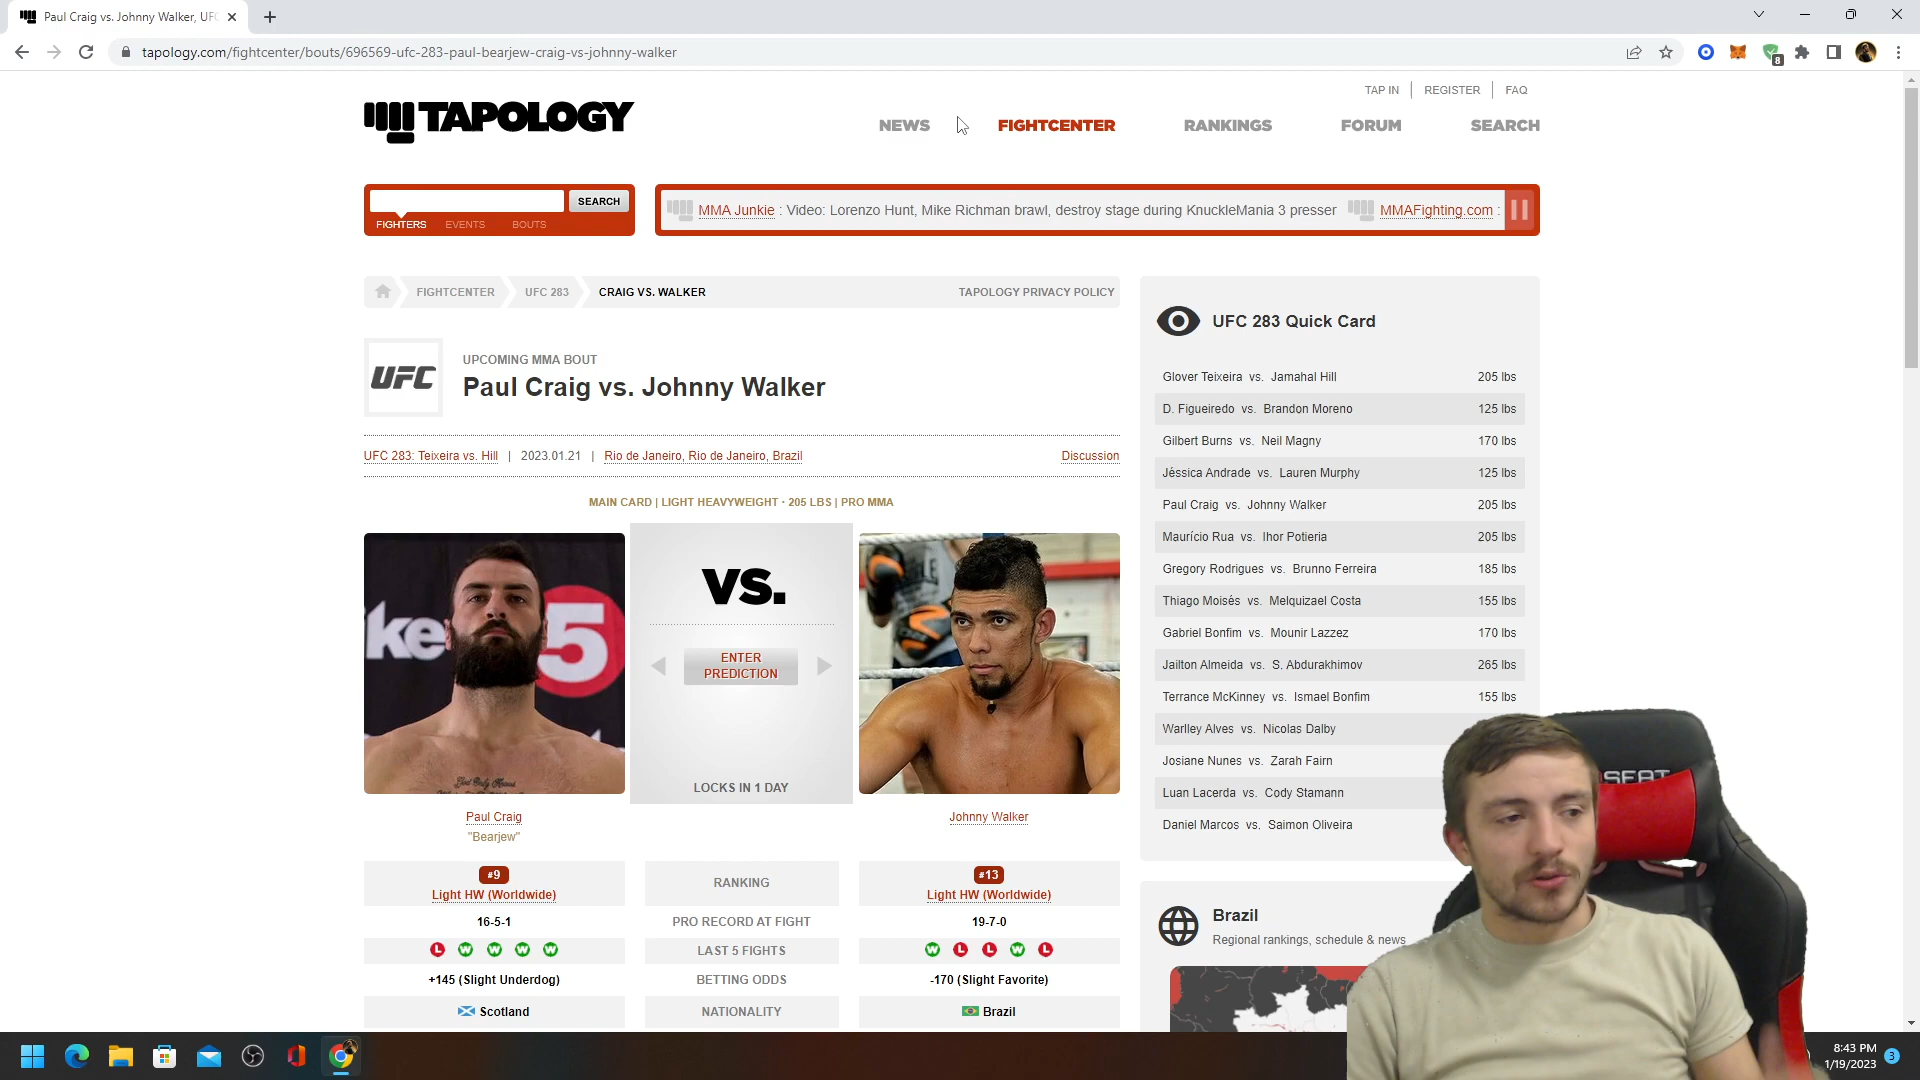 Paul Craig vs. Johnny Walker, UFC
tapology.com/fightcenter/bouts/696569-ufc-283-paul-bearjew-craig-vs-johnny-walker
8
TAP IN
REGISTER
FAQ
TAPOLOGY
NEWS
FIGHTCENTER
RANKINGS
FORUM
SEARCH
SEARCH
FIGHTERS
EVENTS
BOUTS
MMA Junkie : Video: Lorenzo Hunt, Mike Richman brawl, destroy stage during KnuckleMania 3 presser
MMAFighting.com :
FIGHTCENTER
UFC 283
CRAIG VS. WALKER
TAPOLOGY PRIVACY POLICY
UFC
UPCOMING MMA BOUT
Paul Craig vs. Johnny Walker
UFC 283: Teixeira vs. Hill | 2023.01.21 | Rio de Janeiro, Rio de Janeiro, Brazil
Discussion
MAIN CARD | LIGHT HEAVYWEIGHT · 205 LBS | PRO MMA
ke 5
VS.
ENTER
PREDICTION
LOCKS IN 1 DAY
Paul Craig
"Bearjew"
Johnny Walker
#9
Light HW (Worldwide)
RANKING
#13
Light HW (Worldwide)
16-5-1
PRO RECORD AT FIGHT
19-7-0
L W W W W
LAST 5 FIGHTS
W L L W L
+145 (Slight Underdog)
BETTING ODDS
-170 (Slight Favorite)
Scotland
NATIONALITY
Brazil
UFC 283 Quick Card
Glover Teixeira vs. Jamahal Hill 205 lbs
D. Figueiredo vs. Brandon Moreno 125 lbs
Gilbert Burns vs. Neil Magny 170 lbs
Jéssica Andrade vs. Lauren Murphy 125 lbs
Paul Craig vs. Johnny Walker 205 lbs
Maurício Rua vs. Ihor Potieria 205 lbs
Gregory Rodrigues vs. Brunno Ferreira 185 lbs
Thiago Moisés vs. Melquizael Costa 155 lbs
Gabriel Bonfim vs. Mounir Lazzez 170 lbs
Jailton Almeida vs. S. Abdurakhimov 265 lbs
Terrance McKinney vs. Ismael Bonfim 155 lbs
Warlley Alves vs. Nicolas Dalby
Josiane Nunes vs. Zarah Fairn
Luan Lacerda vs. Cody Stamann
Daniel Marcos vs. Saimon Oliveira
Brazil
Regional rankings, schedule & news
8:43 PM
1/19/2023
3